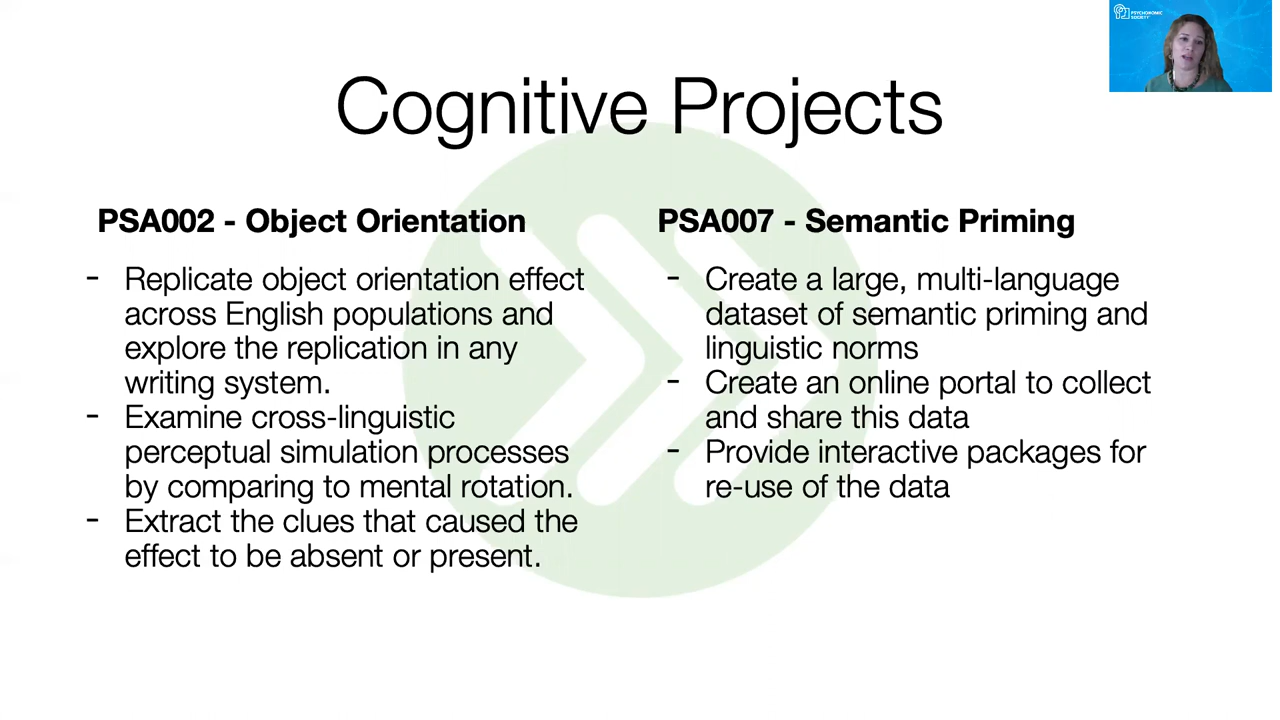 PSYCHONOMIC
SOCIETY
Cognitive Projects
PSA002 - Object Orientation
- Replicate object orientation effect
across English populations and
explore the replication in any
writing system.
- Examine cross-linguistic
perceptual simulation processes
by comparing to mental rotation.
- Extract the clues that caused the
effect to be absent or present.
PSA007 - Semantic Priming
- Create a large, multi-language
dataset of semantic priming and
linguistic norms
- Create an online portal to collect
and share this data
- Provide interactive packages for
re-use of the data